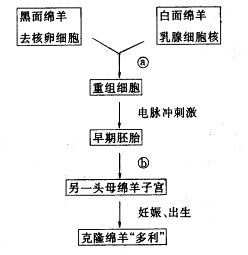 黑面绵羊
去核卵细胞
白面绵羊
乳腺细胞核
ⓐ
重组细胞
电脉冲刺激
早期胚胎
ⓑ
另一头母绵羊子宫
妊娠、出生
克隆绵羊“多利”